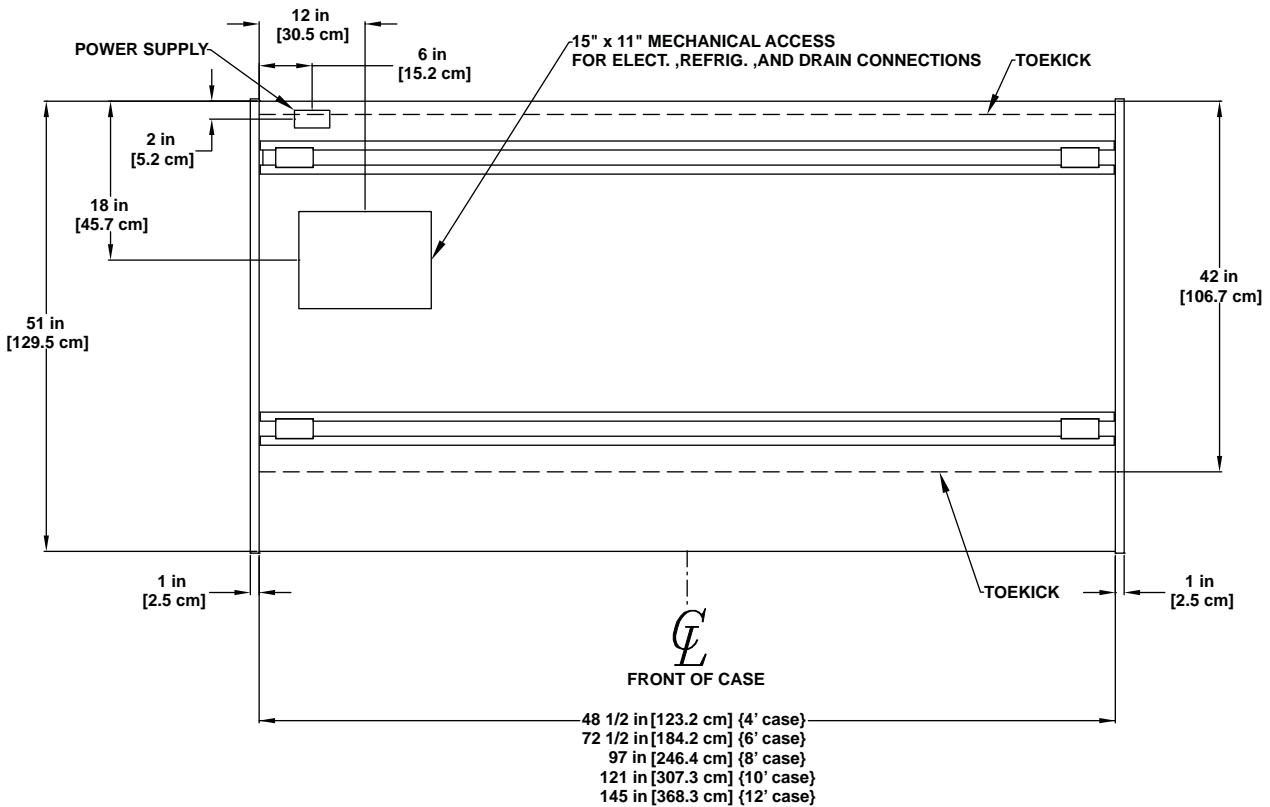 12 in
[30.5 cm]
POWER SUPPLY
6 in
[15.2 cm]
15" x 11" MECHANICAL ACCESS
FOR ELECT. ,REFRIG. ,AND DRAIN CONNECTIONS
TOEKICK
2 in
[5.2 cm]
18 in
[45.7 cm]
51 in
[129.5 cm]
42 in
[106.7 cm]
1 in
[2.5 cm]
TOEKICK
1 in
[2.5 cm]
CL
FRONT OF CASE
48 1/2 in [123.2 cm] {4' case}
72 1/2 in [184.2 cm] {6' case}
97 in [246.4 cm] {8' case}
121 in [307.3 cm] {10' case}
145 in [368.3 cm] {12' case}